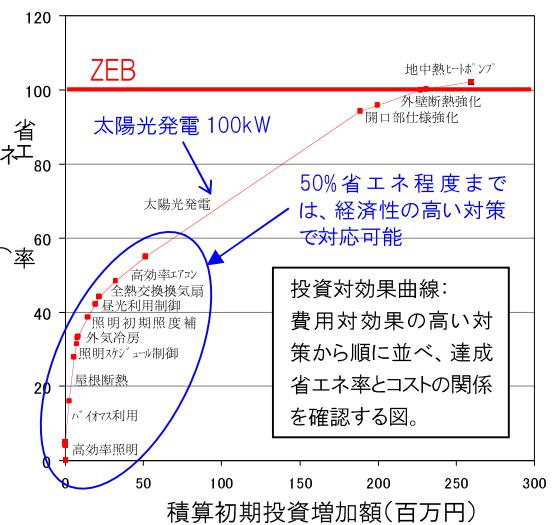 120
100
80
60
40
20
0
0
50
100
150
200
250
300
省エネ率
積算初期投資増加額(百万円)
ZEB
地中熱ﾋｰﾄﾎﾟﾝﾌﾟ
外壁断熱強化
開口部仕様強化
太陽光発電100kW
太陽光発電
50%省エネ程度まで
は、経済性の高い対策
で対応可能
高効率ｴｱｺﾝ
全熱交換換気扇
昼光利用制御
照明初期照度補
外気冷房
照明ｽｹｼﾞｭｰﾙ制御
屋根断熱
ﾊﾞｲｵﾏｽ利用
高効率照明
投資対効果曲線:
費用対効果の高い対
策から順に並べ、達成
省エネ率とコストの関係
を確認する図。